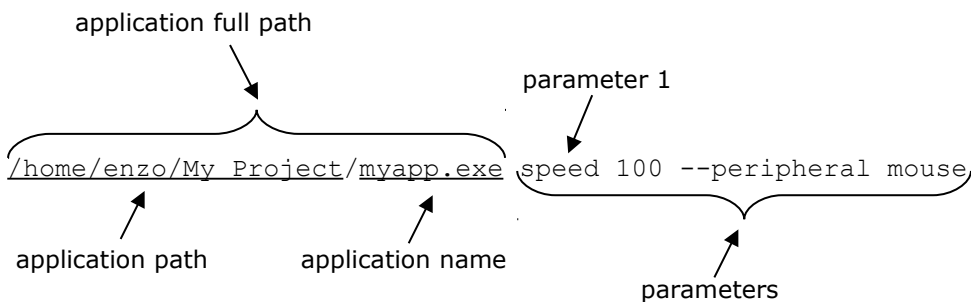 application full path
parameter 1
/home/enzo/My Project/myapp.exe speed 100 --peripheral mouse
application path
application name
parameters